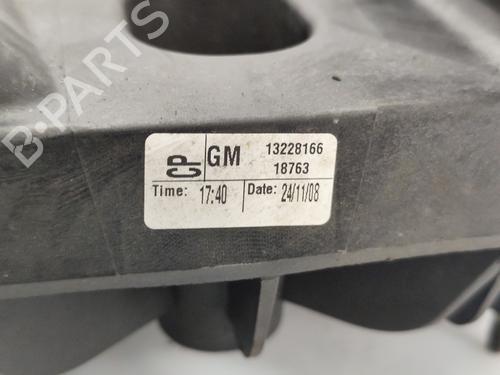 B-PARTS
CP GM 13228166
18763
Time: 17:40 Date: 24/11/08